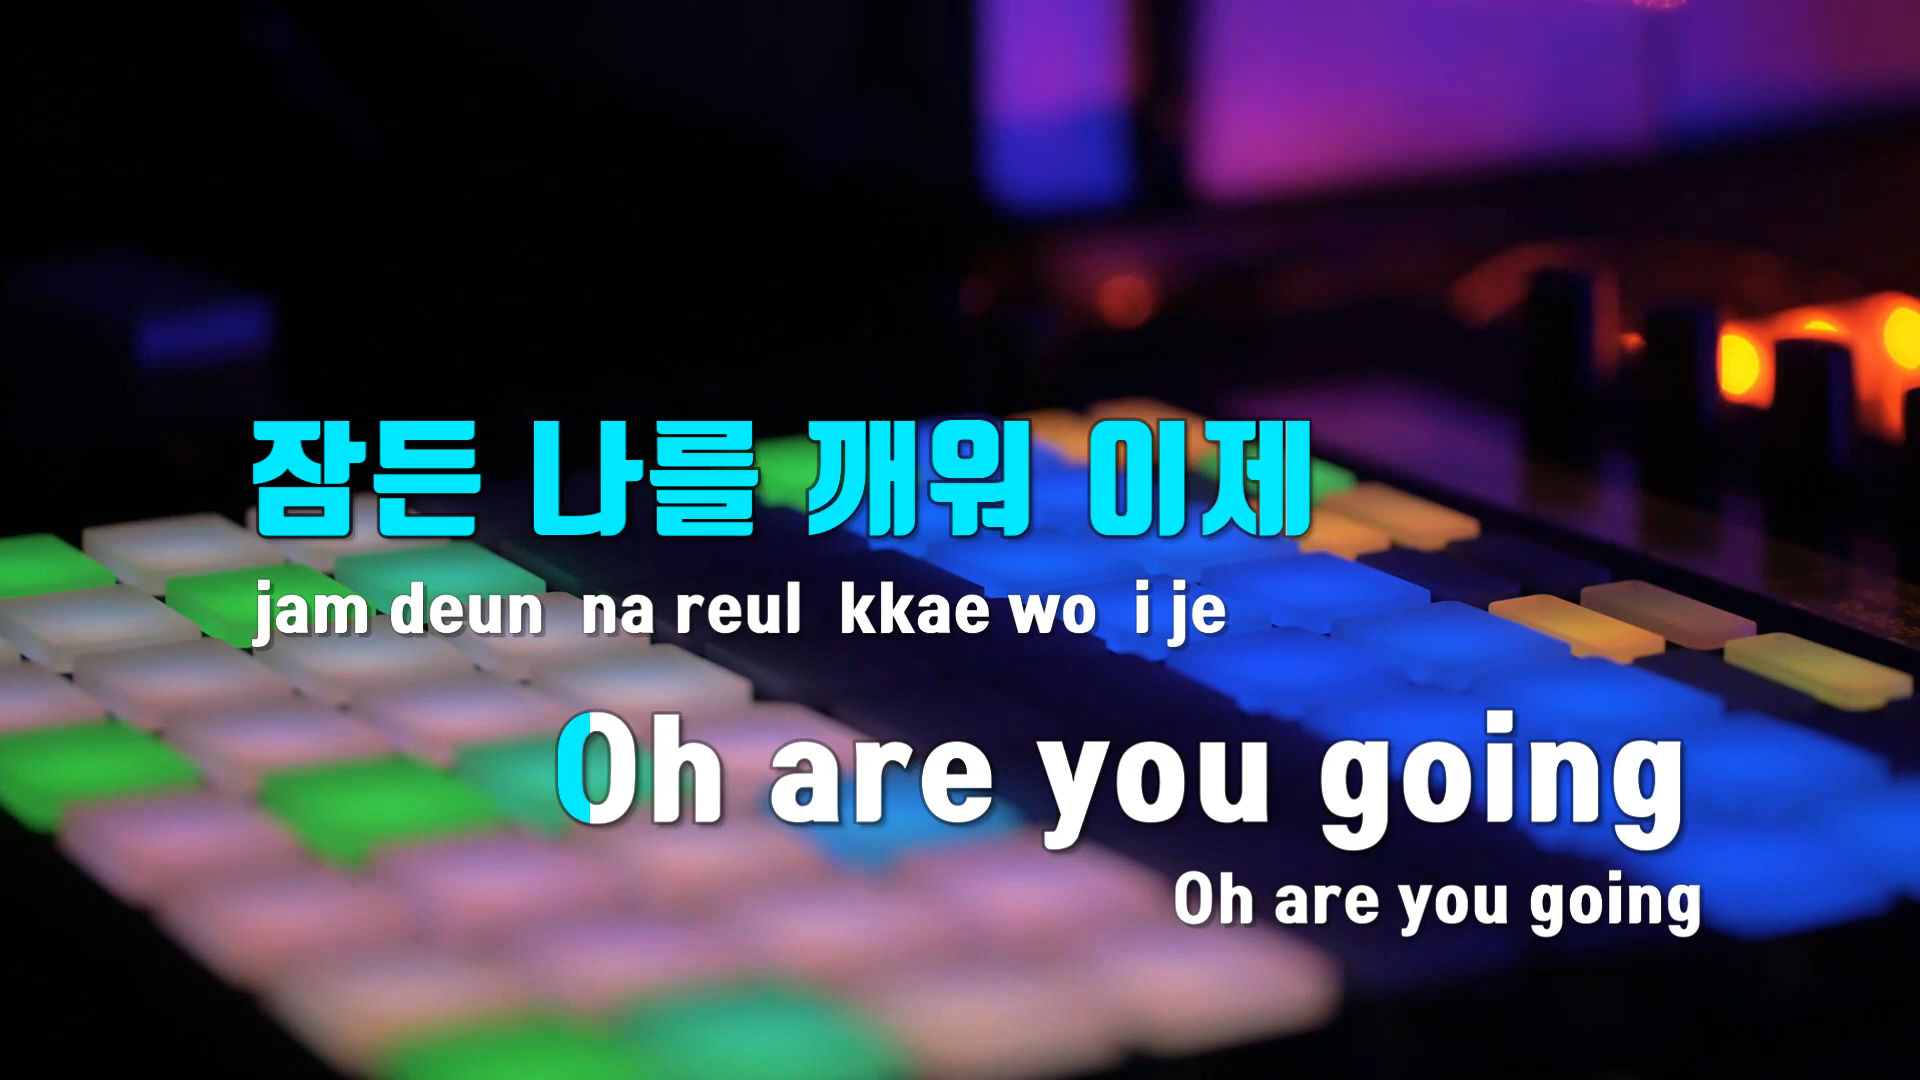 잠든 나를 깨워 이제
jam deun na reul kkae wo i je
Oh are you going
Oh are you going